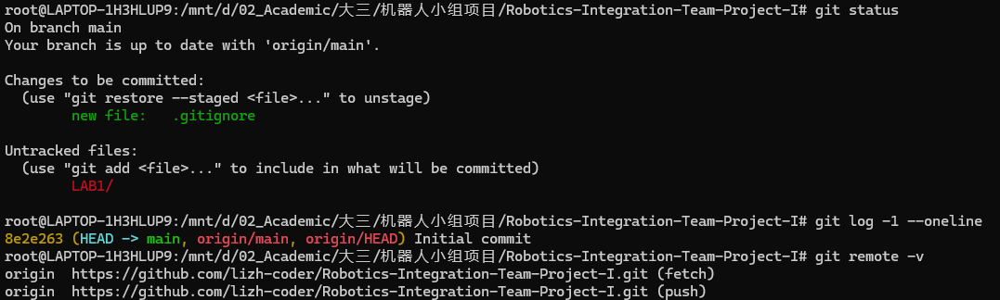 root@LAPTOP-1H3HLUP9:/mnt/d/02_Academic/大三/机器人小组项目/Robotics-Integration-Team-Project-I# git status
On branch main
Your branch is up to date with 'origin/main'.

Changes to be committed:
  (use "git restore --staged <file>..." to unstage)
        new file:   .gitignore

Untracked files:
  (use "git add <file>..." to include in what will be committed)
        LAB1/

root@LAPTOP-1H3HLUP9:/mnt/d/02_Academic/大三/机器人小组项目/Robotics-Integration-Team-Project-I# git log -1 --oneline
8e2e263 (HEAD -> main, origin/main, origin/HEAD) Initial commit
root@LAPTOP-1H3HLUP9:/mnt/d/02_Academic/大三/机器人小组项目/Robotics-Integration-Team-Project-I# git remote -v
origin  https://github.com/lizh-coder/Robotics-Integration-Team-Project-I.git (fetch)
origin  https://github.com/lizh-coder/Robotics-Integration-Team-Project-I.git (push)